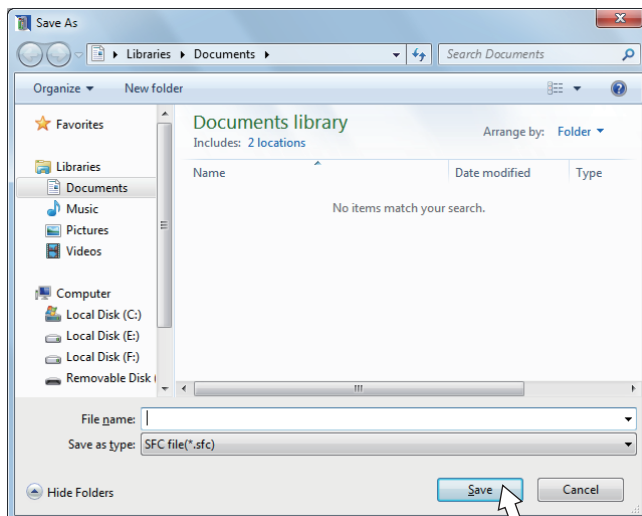 Save As
Libraries Documents
Search Documents
Organize New folder
Favorites
Libraries
Documents
Music
Pictures
Videos
Computer
Local Disk (C:)
Local Disk (E:)
Local Disk (F:)
Removable Disk
Documents library
Includes: 2 locations
Arrange by: Folder
Name Date modified Type
No items match your search.
File name:
Save as type: SFC file(*.sfc)
Hide Folders
Save Cancel